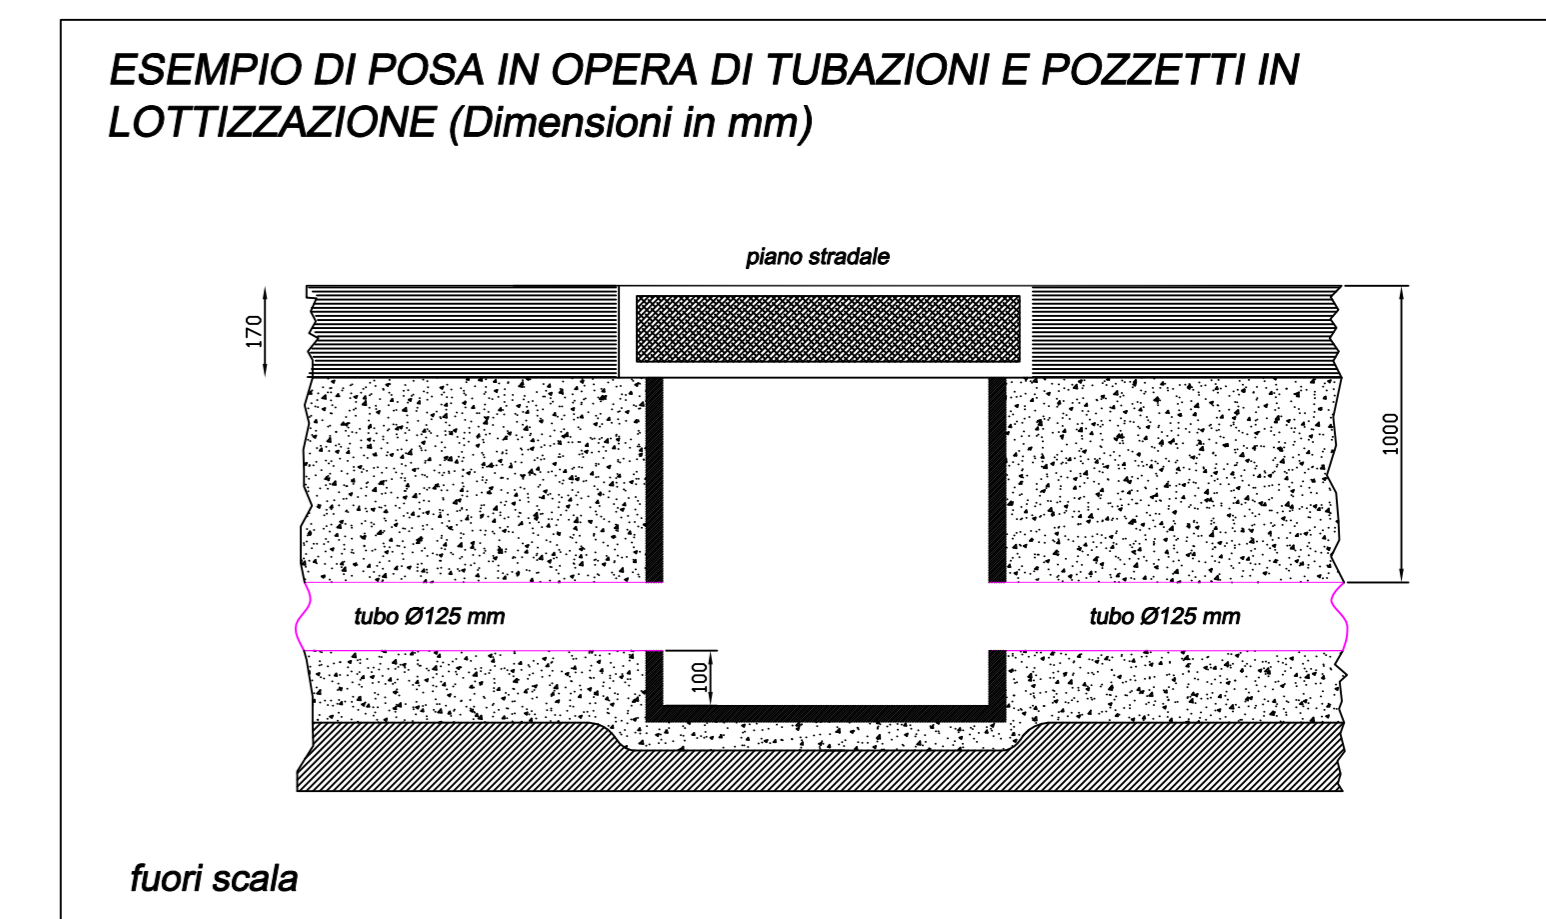 ESEMPIO DI POSA IN OPERA DI TUBAZIONI E POZZETTI IN
LOTTIZZAZIONE (Dimensioni in mm)
piano stradale
170
1000
tubo Ø125 mm
tubo Ø125 mm
100
fuori scala